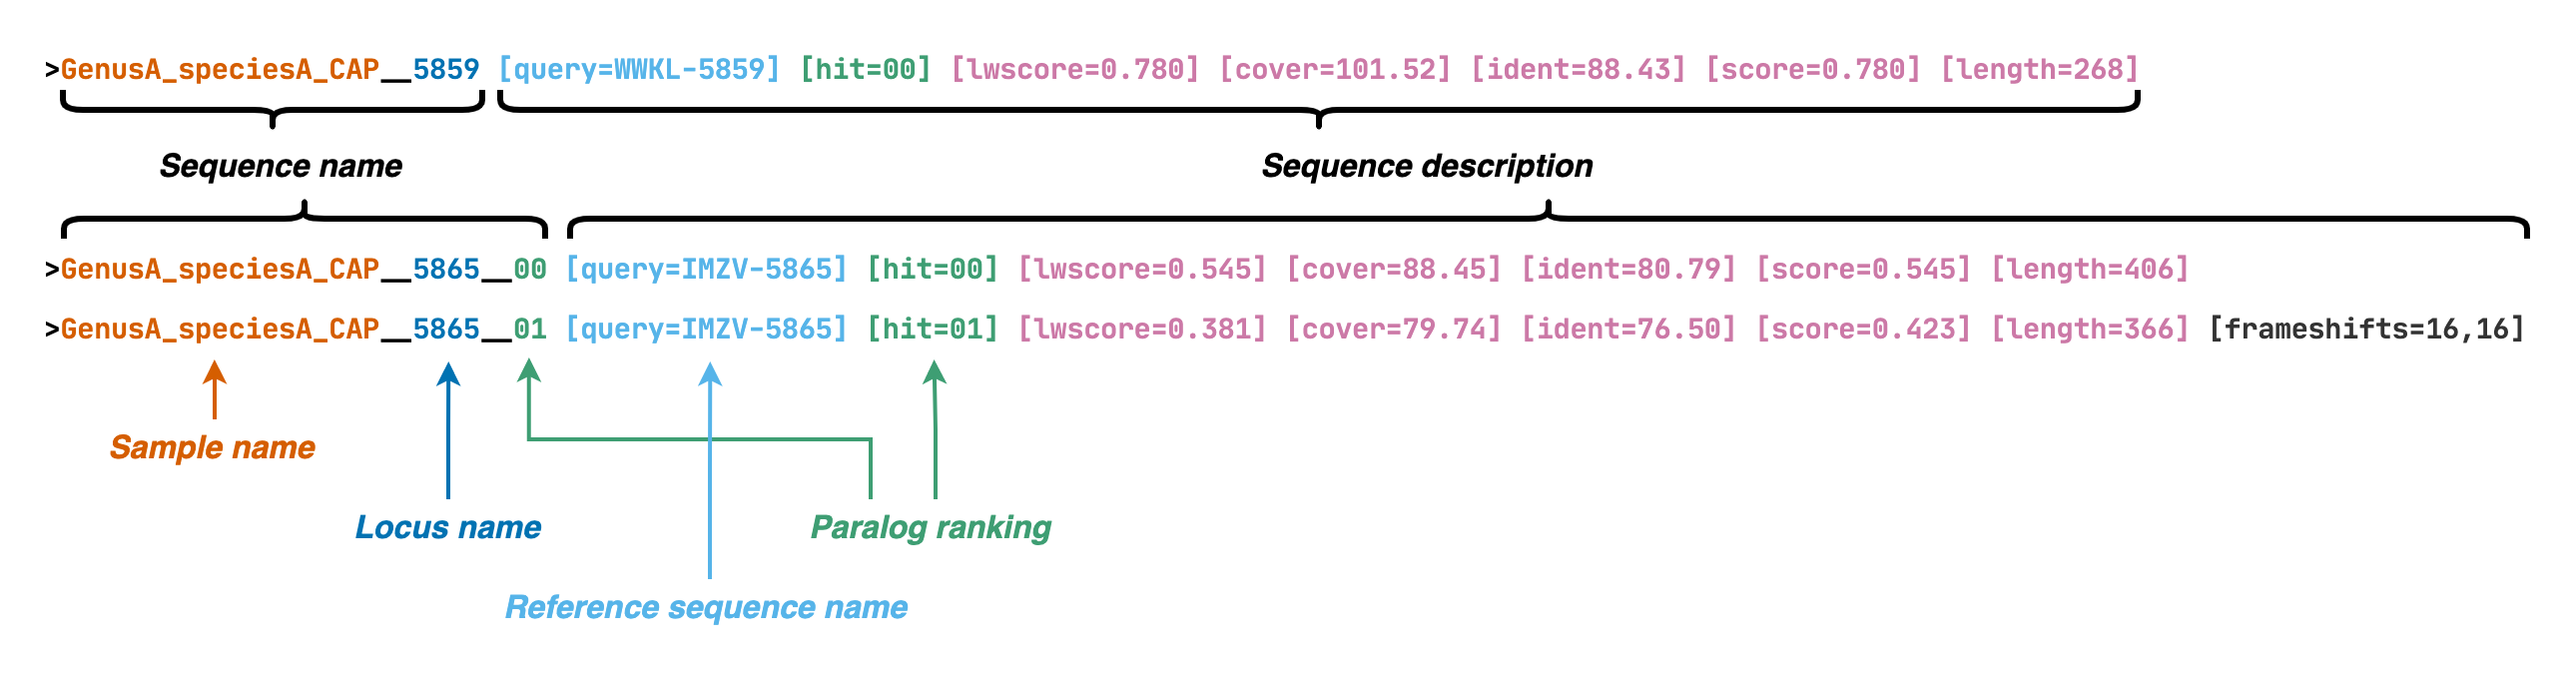 >GenusA_speciesA_CAP__5859 [query=WWKL-5859] [hit=00] [lwscore=0.780] [cover=101.52] [ident=88.43] [score=0.780] [length=268]
Sequence name Sequence description
>GenusA_speciesA_CAP__5865__00 [query=IMZV-5865] [hit=00] [lwscore=0.545] [cover=88.45] [ident=80.79] [score=0.545] [length=406]
>GenusA_speciesA_CAP__5865__01 [query=IMZV-5865] [hit=01] [lwscore=0.381] [cover=79.74] [ident=76.50] [score=0.423] [length=366] [frameshifts=16,16]
Sample name
Locus name Paralog ranking
Reference sequence name